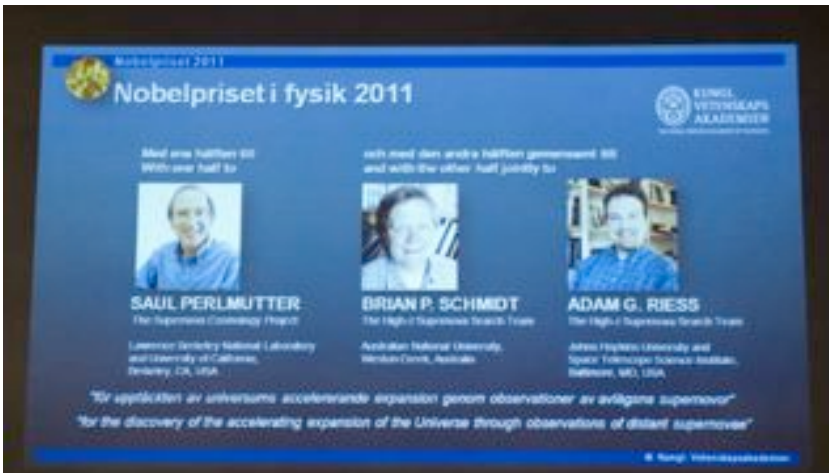 Nobelpriset 2011
Nobelpriset i fysik 2011
KUNGL.
VETENSKAPS
AKADEMIEN
Med ena hälften till
With one half to
och med den andra hälften gemensamt till
and with the other half jointly to
SAUL PERLMUTTER
The Supernova Cosmology Project
Lawrence Berkeley National Laboratory
and University of California,
Berkeley, CA, USA
BRIAN P. SCHMIDT
The High-z Supernova Search Team
Australian National University,
Weston Creek, Australia
ADAM G. RIESS
The High-z Supernova Search Team
Johns Hopkins University and
Space Telescope Science Institute,
Baltimore, MD, USA
"för upptäckten av universums accelererande expansion genom observationer av avlägsna supernovor"
"for the discovery of the accelerating expansion of the Universe through observations of distant supernovae"
© Kungl. Vetenskapsakademien